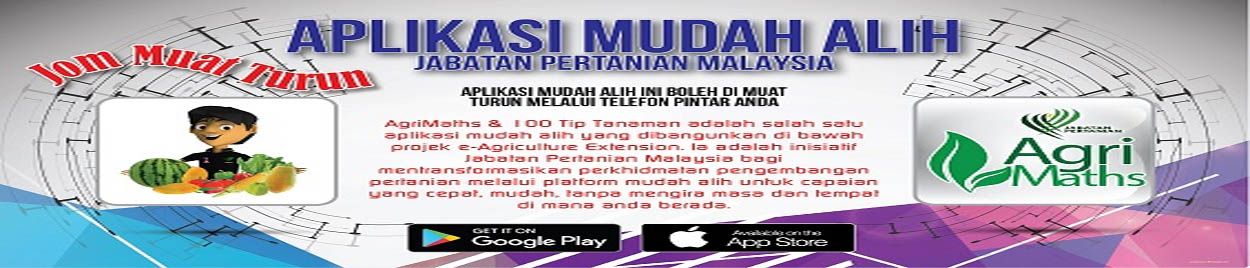 APLIKASI MUDAH ALIH
JABATAN PERTANIAN MALAYSIA
Jom Muat Turun
APLIKASI MUDAH ALIH INI BOLEH DI MUAT
TURUN MELALUI TELEFON PINTAR ANDA
AgriMaths & 100 Tip Tanaman adalah salah satu
aplikasi mudah alih yang dibangunkan di bawah
projek e-Agriculture Extension. Ia adalah inisiatif
Jabatan Pertanian Malaysia bagi
mentransformasikan perkhidmatan pengembangan
pertanian melalui platform mudah alih untuk capaian
yang cepat, mudah, tanpa mengira masa dan tempat
di mana anda berada.
JABATAN
PERTANIAN
Agri
Maths
GET IT ON
Google Play
Available on the
App Store